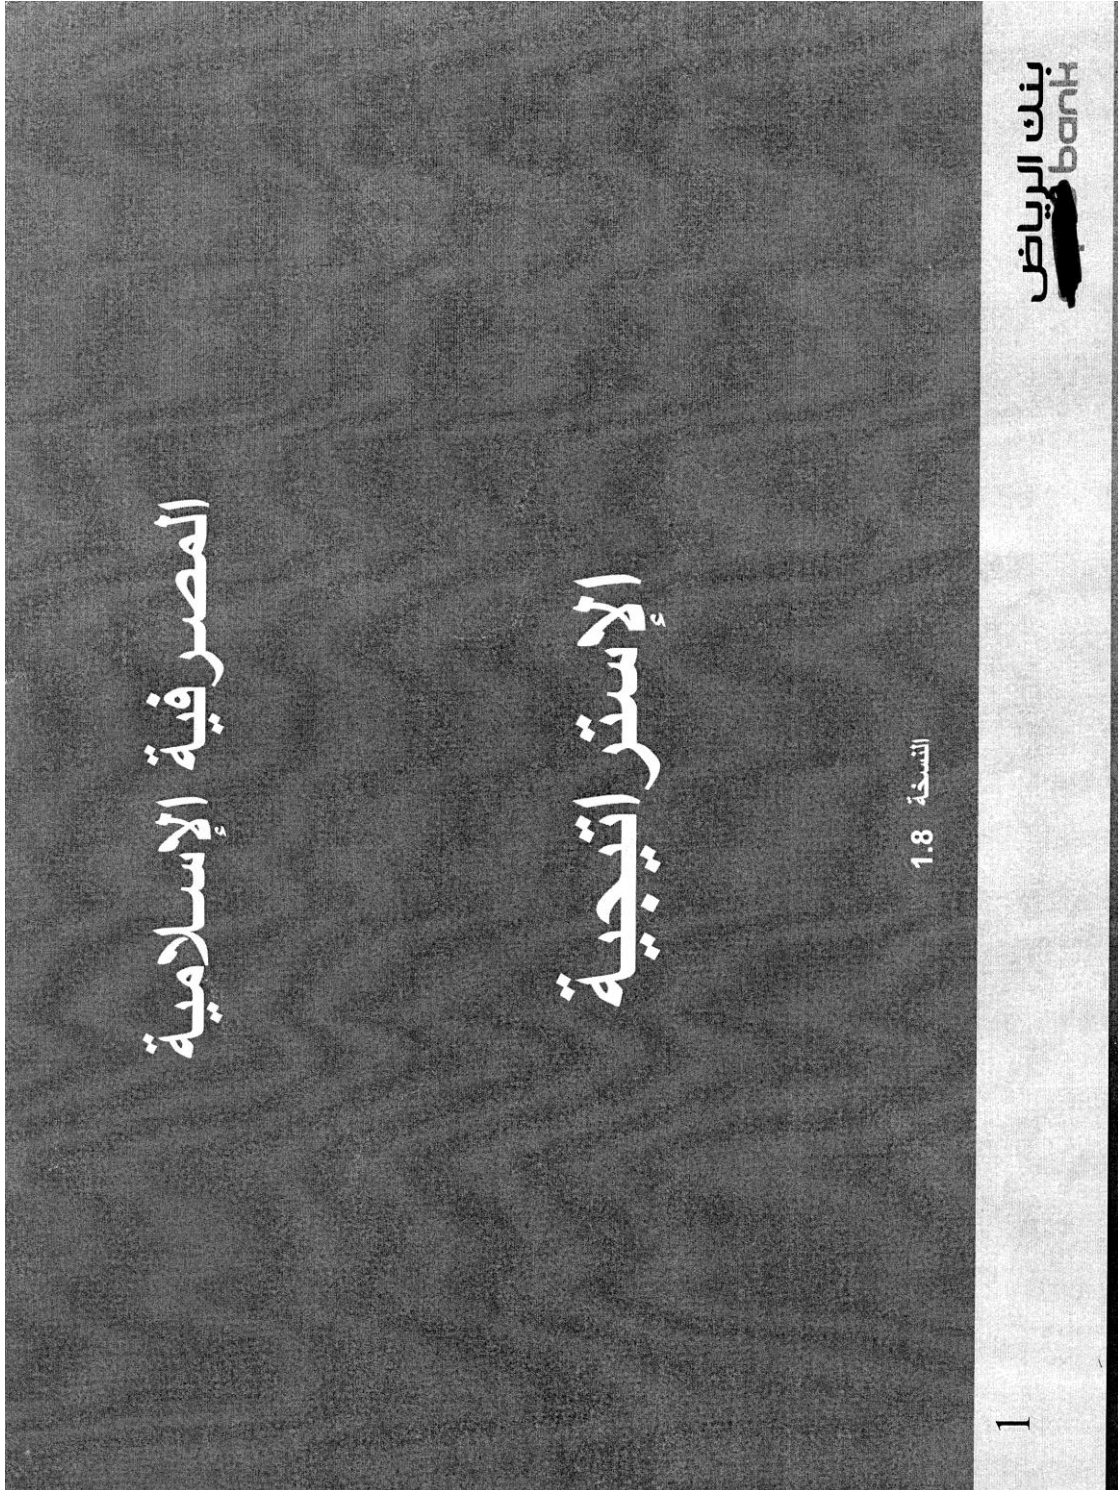 المصرفية الإسلامية
الإستراتيجية
النسخة 1.8
بنك الرياض
bank
1